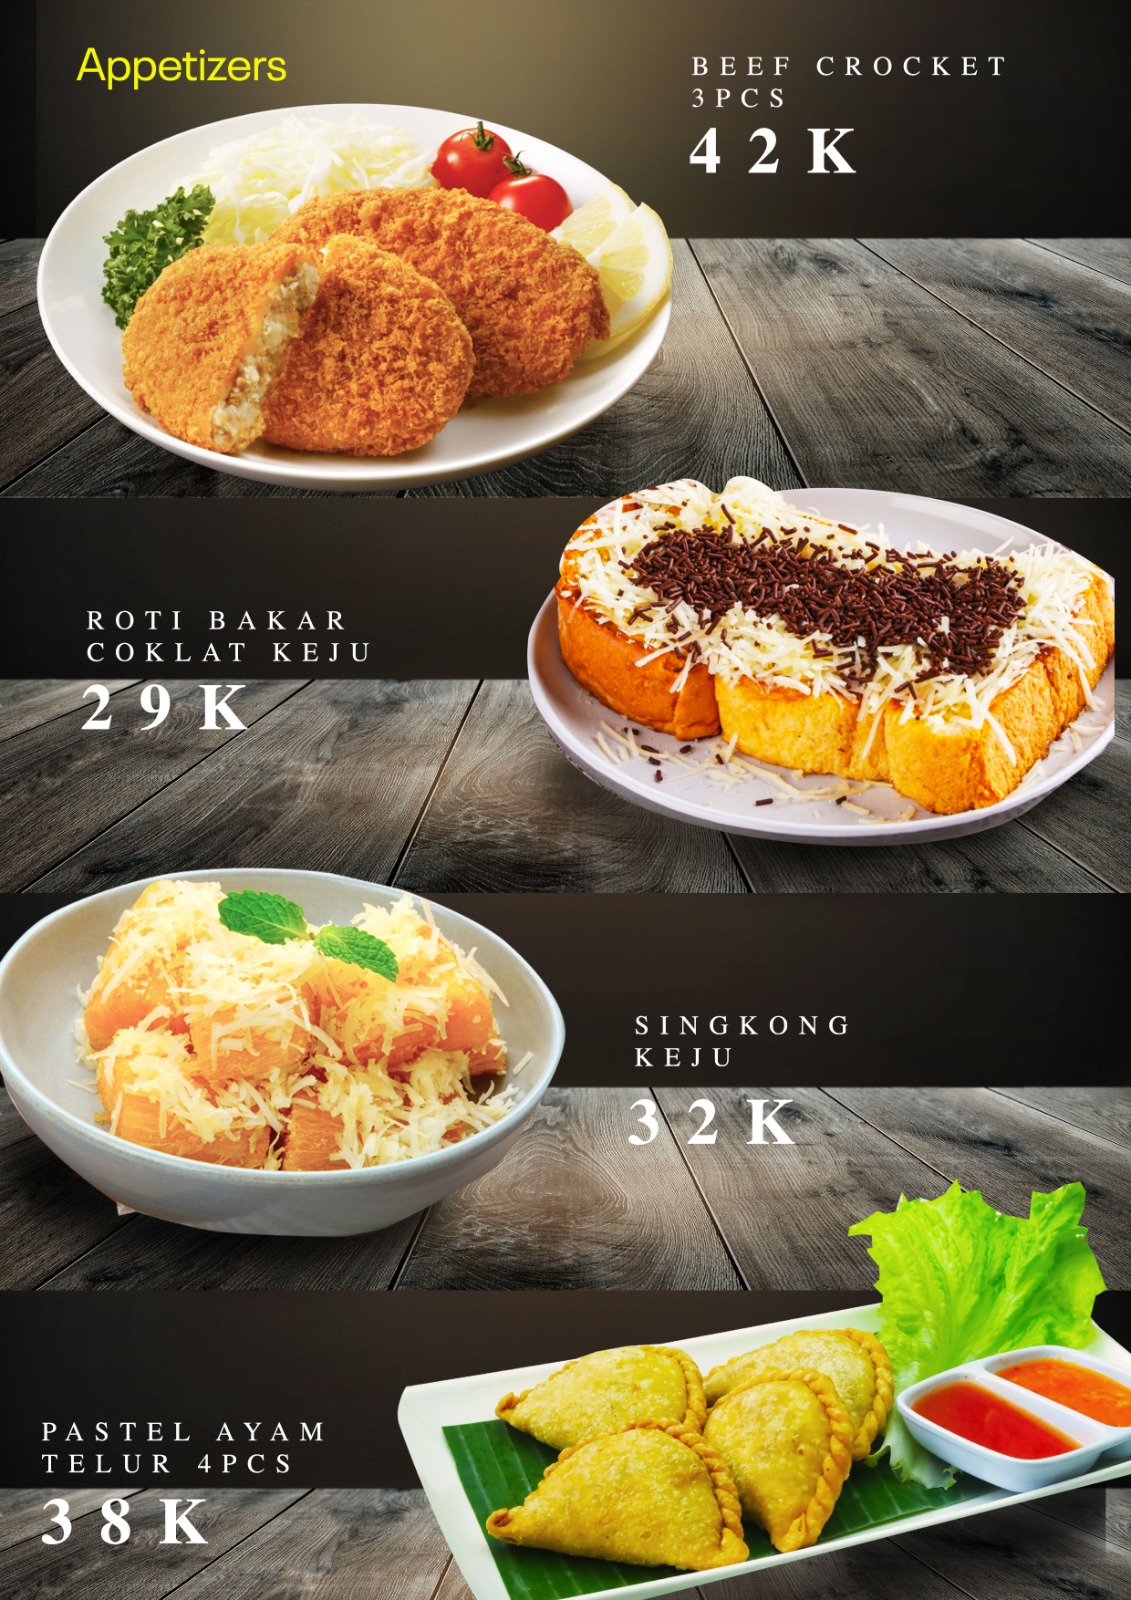 Appetizers
BEEF CROCKET
3PCS
42K
ROTI BAKAR
COKLAT KEJU
29K
SINGKONG
KEJU
32K
PASTEL AYAM
TELUR 4PCS
38K